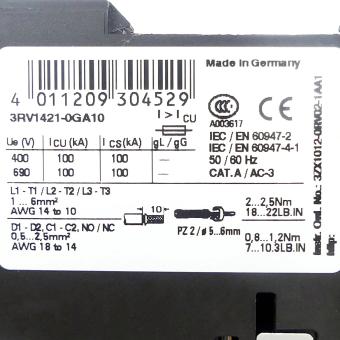 Made in Germany
4 011209 304529
3RV1421-0GA10
I >
I CU
CCC
A003617
Ue (V) ICU (kA) ICS (kA) gL / gG
400 100 100 —
690 100 100 —
IEC / EN 60947-2
IEC / EN 60947-4-1
50 / 60 Hz
CAT. A / AC-3
L1 - T1 / L2 - T2 / L3 - T3
1 ... 6mm²
AWG 14 to 10
10
PZ 2 / ø 5...6mm
2...2,5Nm
18...22LB.IN
D1 - D2, C1 - C2, NO / NC
0,5...2,5mm²
AWG 18 to 14
0,8...1,2Nm
7...10.3LB.IN
Instr. Ord. No.: 3ZX1012-0RV02-1AA1
http: